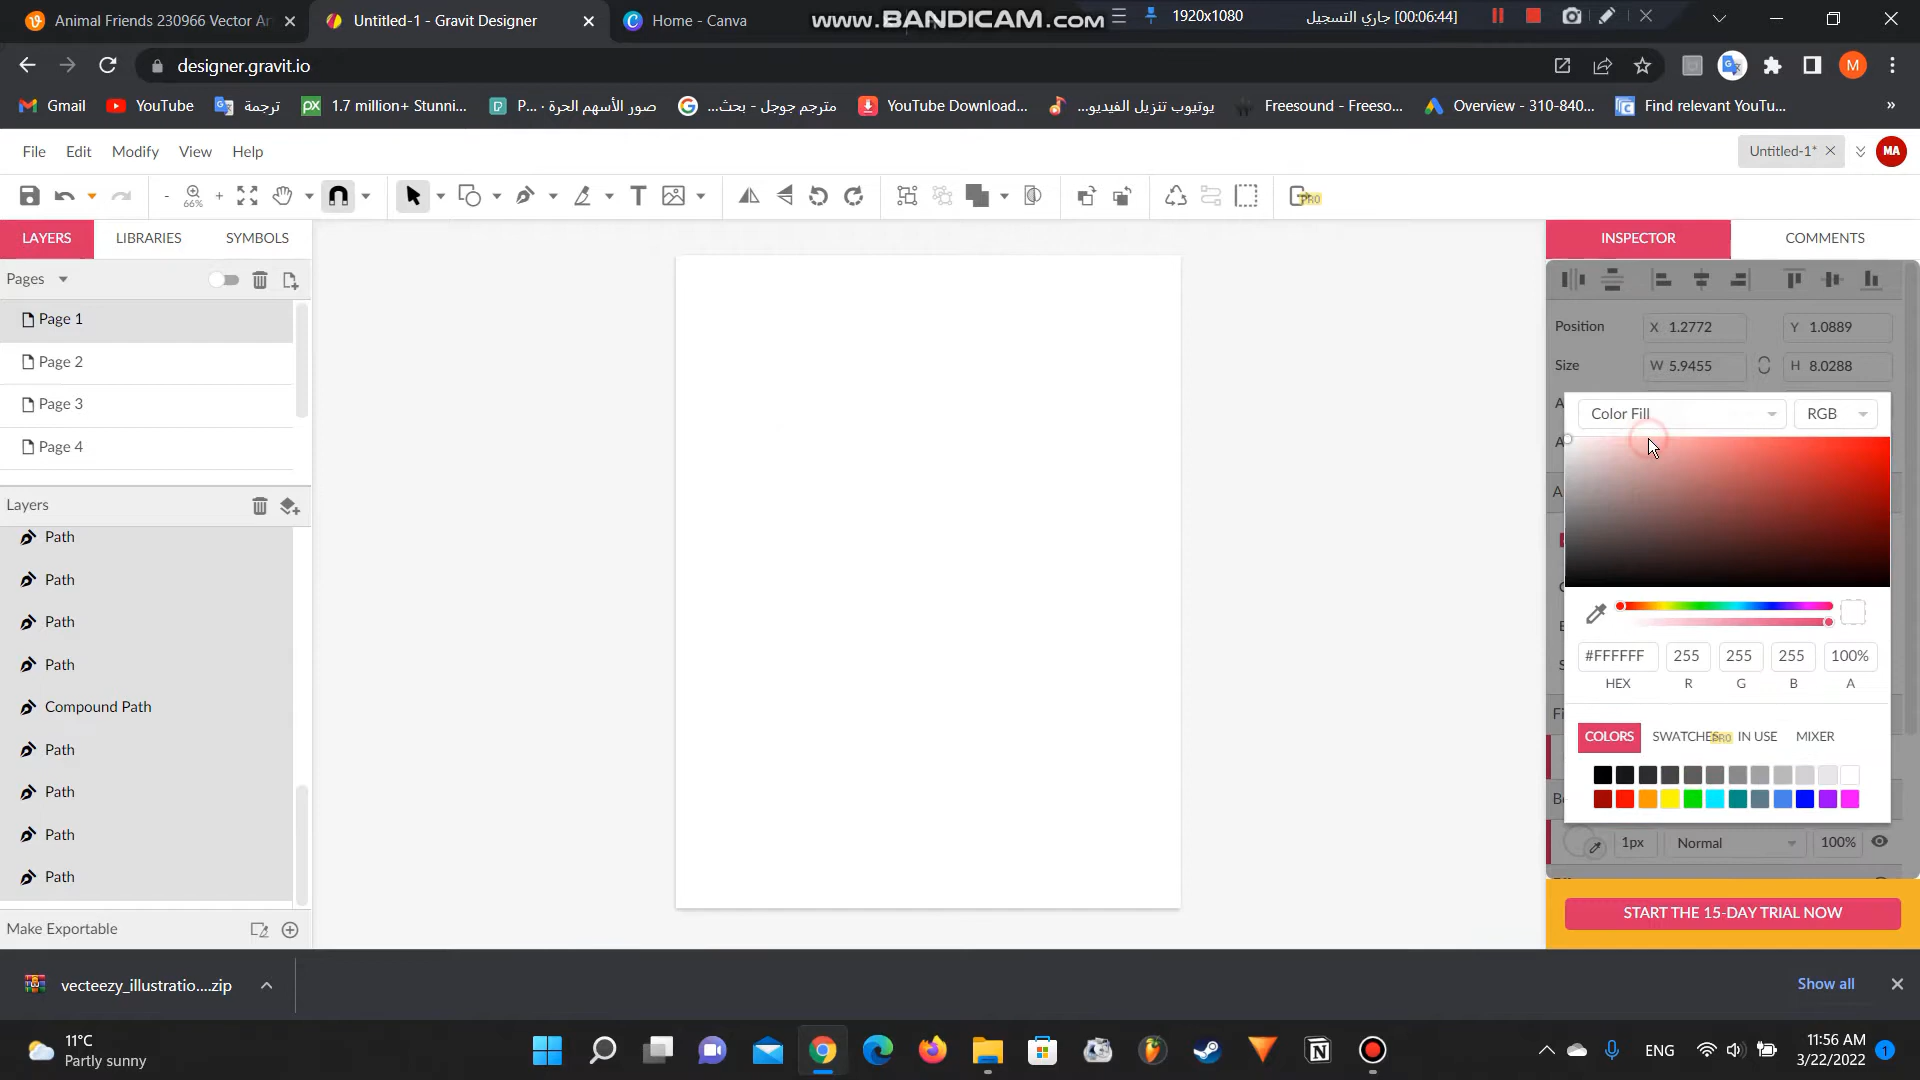 Animal Friends 230966 Vector Ar
Untitled-1 - Gravit Designer
Home - Canva
www.BANDICAM.com
1920x1080
جاري التسجيل [00:06:44]
designer.gravit.io
M
Gmail
YouTube
ترجمة
1.7 million+ Stunni...
P... · صور الأسهم الحرة
مترجم جوجل - بحث...
YouTube Download...
يوتيوب تنزيل الفيديو...
Freesound - Freeso...
Overview - 310-840...
Find relevant YouTu...
File
Edit
Modify
View
Help
Untitled-1*
MA
66%
PRO
LAYERS
LIBRARIES
SYMBOLS
INSPECTOR
COMMENTS
Pages
Page 1
Page 2
Page 3
Page 4
Layers
Path
Path
Path
Path
Compound Path
Path
Path
Path
Path
Make Exportable
Position
X 1.2772
Y 1.0889
Size
W 5.9455
H 8.0288
Color Fill
RGB
#FFFFFF
255
255
255
100%
HEX
R
G
B
A
COLORS
SWATCHES
PRO
IN USE
MIXER
1px
Normal
100%
START THE 15-DAY TRIAL NOW
vecteezy_illustratio....zip
Show all
11°C
Partly sunny
ENG
11:56 AM
3/22/2022
1